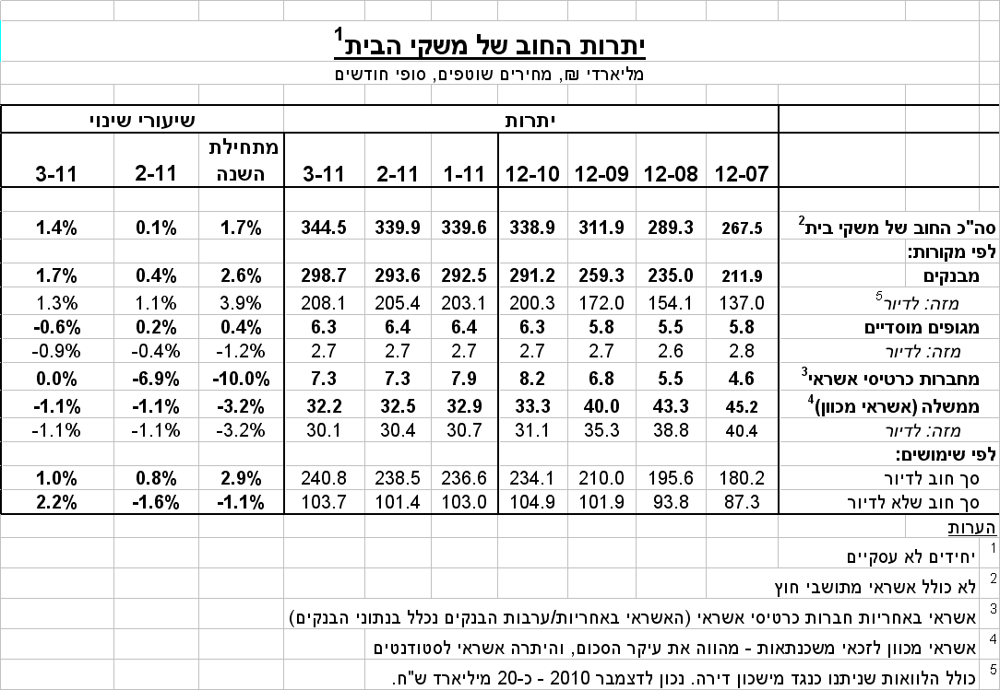 יתרות החוב של משקי הבית1
מליארדי ₪, מחירים שוטפים, סופי חודשים
יתרות שיעורי שינוי
12-07 12-08 12-09 12-10 1-11 2-11 3-11 מתחילת השנה 2-11 3-11
סה"כ החוב של משקי בית2 267.5 289.3 311.9 338.9 339.6 339.9 344.5 1.7% 0.1% 1.4%
לפי מקורות:
מבנקים 211.9 235.0 259.3 291.2 292.5 293.6 298.7 2.6% 0.4% 1.7%
מזה: לדיור5 137.0 154.1 172.0 200.3 203.1 205.4 208.1 3.9% 1.1% 1.3%
מגופים מוסדיים 5.8 5.5 5.8 6.3 6.4 6.4 6.3 0.4% 0.2% -0.6%
מזה: לדיור 2.8 2.6 2.7 2.7 2.7 2.7 2.7 -1.2% -0.4% -0.9%
מחברות כרטיסי אשראי3 4.6 5.5 6.8 8.2 7.9 7.3 7.3 -10.0% -6.9% 0.0%
ממשלה (אשראי מכוון)4 45.2 43.3 40.0 33.3 32.9 32.5 32.2 -3.2% -1.1% -1.1%
מזה: לדיור 40.4 38.8 35.3 31.1 30.7 30.4 30.1 -3.2% -1.1% -1.1%
לפי שימושים:
סך חוב לדיור 180.2 195.6 210.0 234.1 236.6 238.5 240.8 2.9% 0.8% 1.0%
סך חוב שלא לדיור 87.3 93.8 101.9 104.9 103.0 101.4 103.7 -1.1% -1.6% 2.2%
הערות
1 יחידים לא עסקיים
2 לא כולל אשראי מתושבי חוץ
3 אשראי באחריות חברות כרטיסי אשראי (האשראי באחריות/ערבות הבנקים נכלל בנתוני הבנקים)
4 אשראי מכוון לזכאי משכנתאות - מהווה את עיקר הסכום, והיתרה אשראי לסטודנטים
5 כולל הלוואות שניתנו כנגד מישכון דירה. נכון לדצמבר 2010 - כ-20 מיליארד ש"ח.